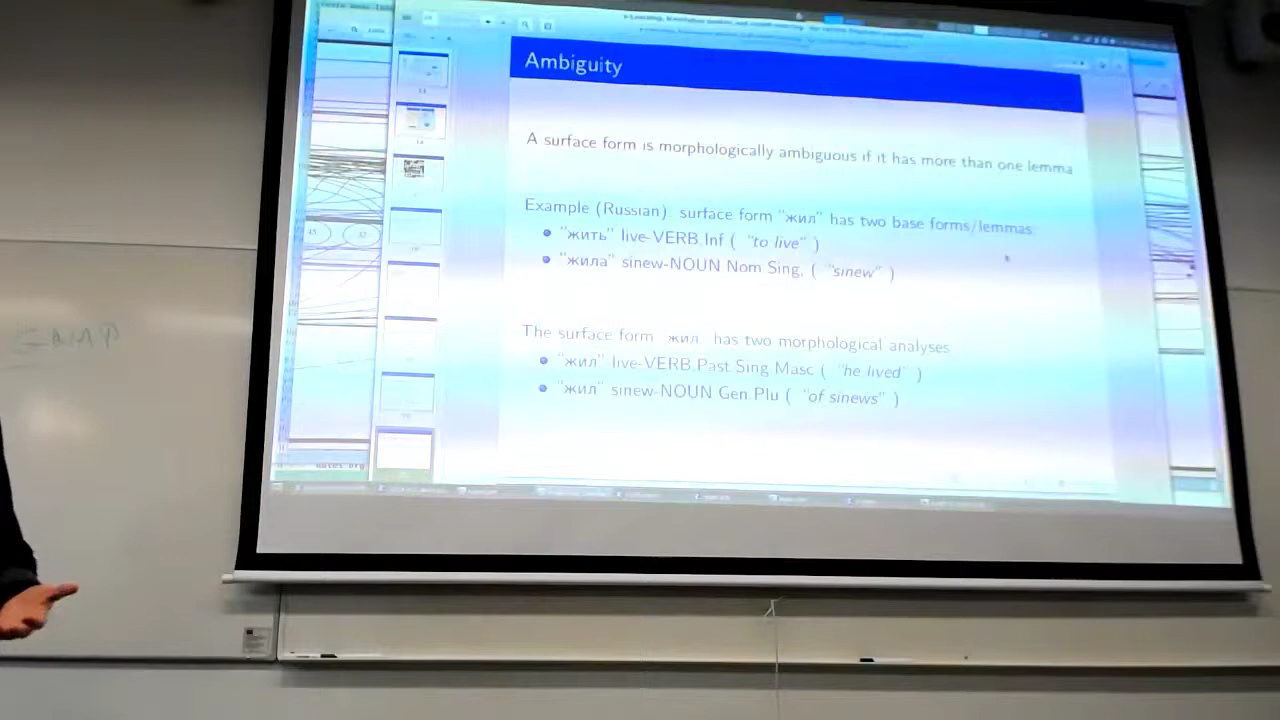 Ambiguity
A surface form is morphologically ambiguous if it has more than one lemma
Example (Russian) surface form "жил" has two base forms/lemmas
"жить" live-VERB.Inf ( "to live" )
"жила" sinew-NOUN Nom Sing, ( "sinew" )
The surface form жил has two morphological analyses
"жил" live-VERB.Past.Sing Masc ( "he lived" )
"жил" sinew-NOUN Gen.Plu ( "of sinews" )